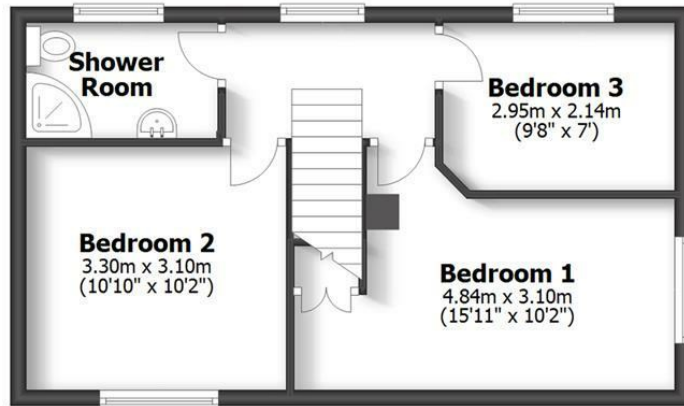 Shower
Room
Bedroom 3
2.95m x 2.14m
(9'8" x 7')
Bedroom 2
3.30m x 3.10m
(10'10" x 10'2")
Bedroom 1
4.84m x 3.10m
(15'11" x 10'2")